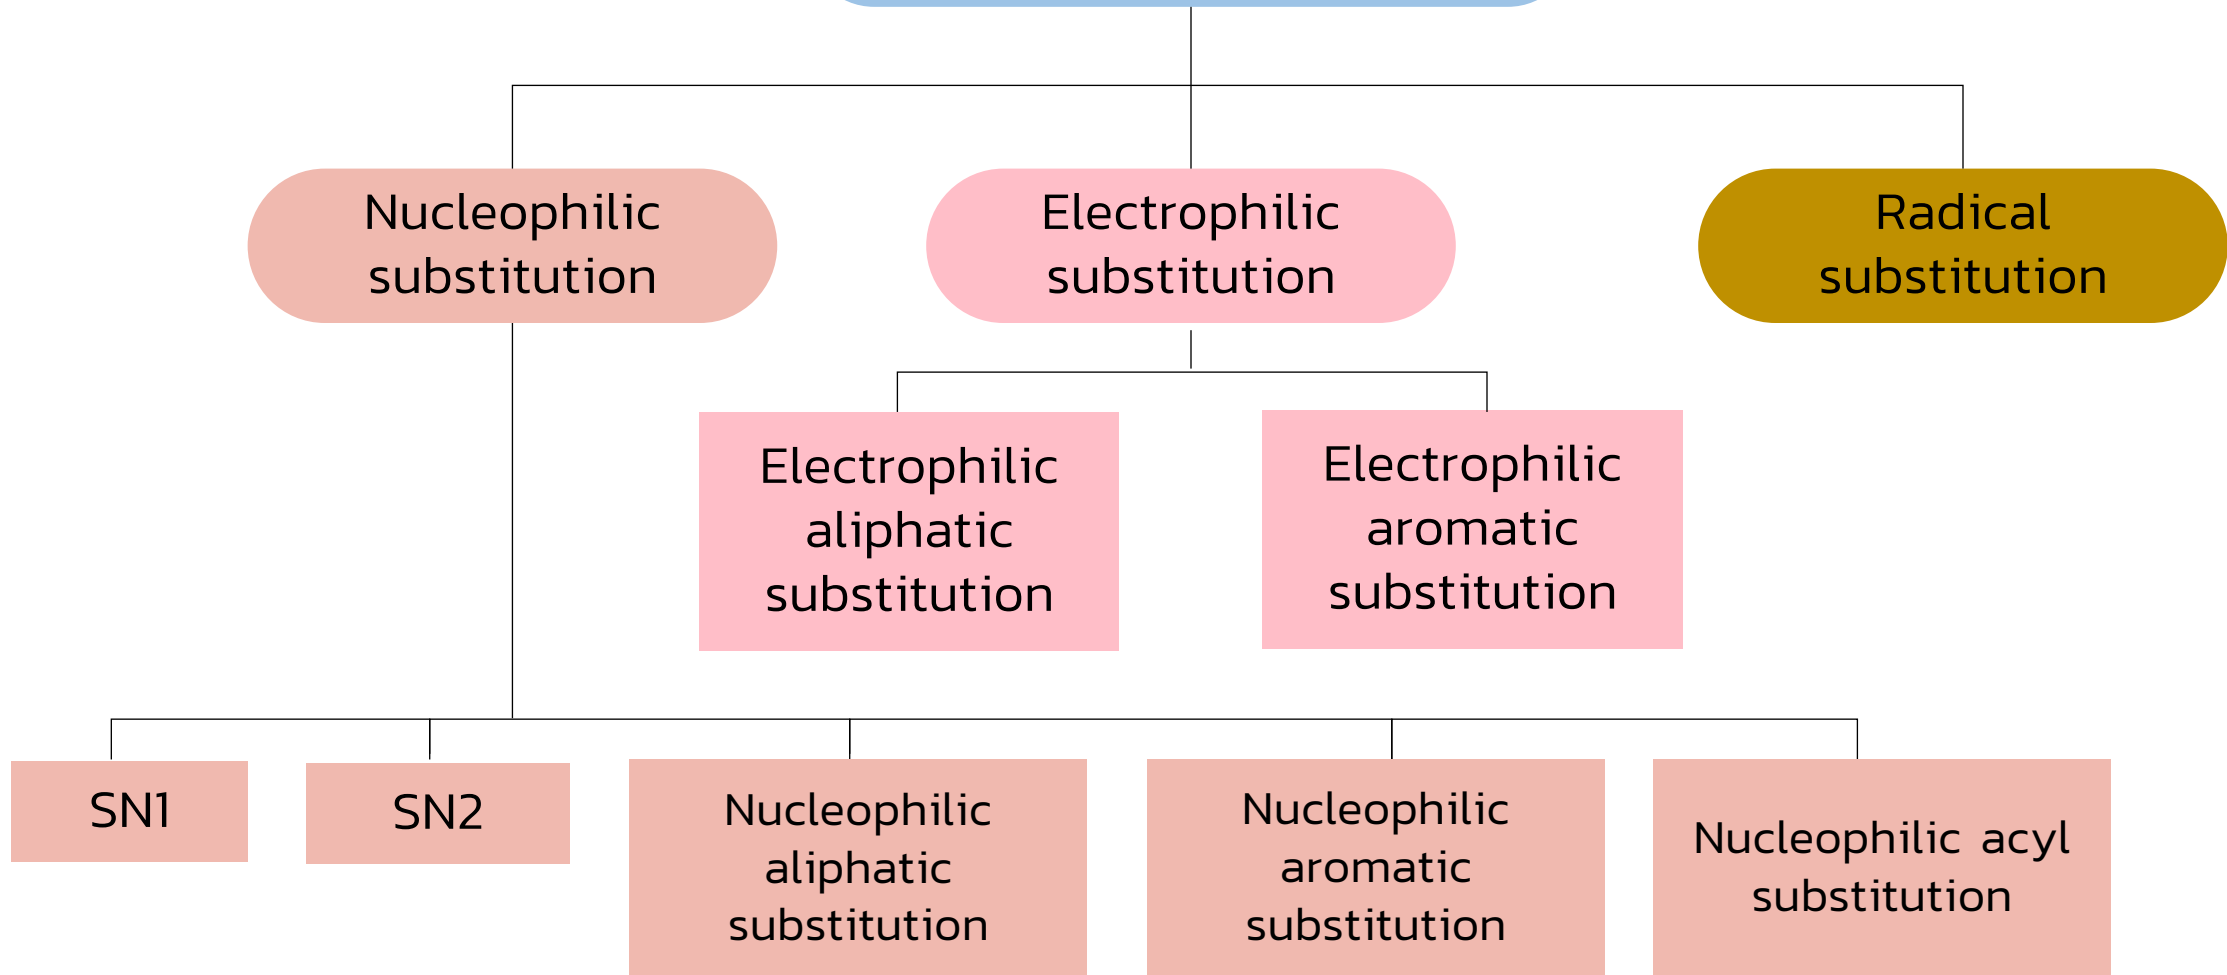 Nucleophilic
substitution
Electrophilic
substitution
Radical
substitution
Electrophilic
aliphatic
substitution
Electrophilic
aromatic
substitution
SN1
SN2
Nucleophilic
aliphatic
substitution
Nucleophilic
aromatic
substitution
Nucleophilic acyl
substitution